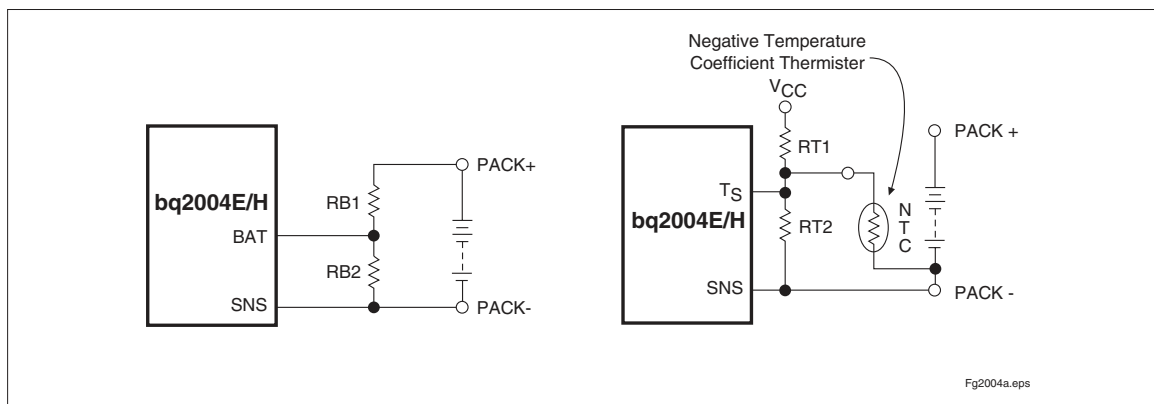 bq2004E/H
BAT
SNS
RB1
RB2
PACK+
PACK-
Negative Temperature
Coefficient Thermister
VCC
RT1
TS
bq2004E/H
RT2
SNS
N
T
C
PACK +
PACK -
Fg2004a.eps